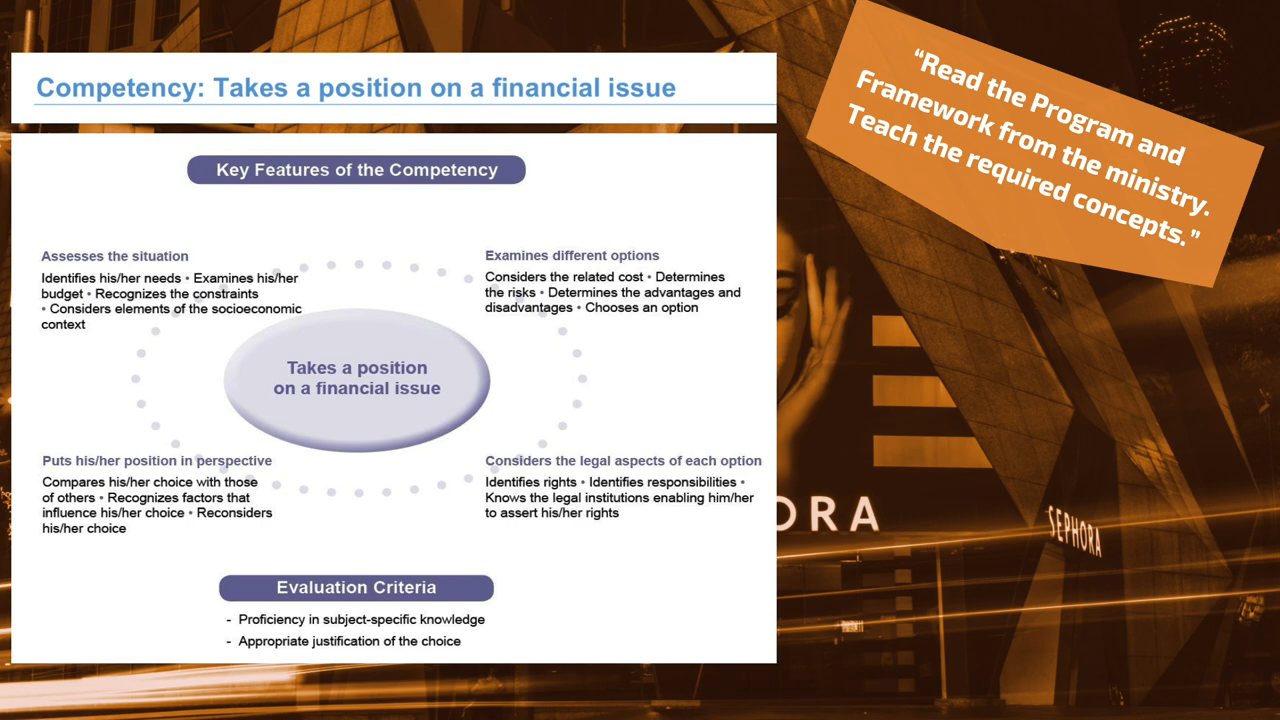 Competency: Takes a position on a financial issue
Key Features of the Competency
Assesses the situation
Identifies his/her needs • Examines his/her
budget • Recognizes the constraints
• Considers elements of the socioeconomic
context
Examines different options
Considers the related cost • Determines
the risks • Determines the advantages and
disadvantages • Chooses an option
Takes a position
on a financial issue
Puts his/her position in perspective
Compares his/her choice with those
of others • Recognizes factors that
influence his/her choice • Reconsiders
his/her choice
Considers the legal aspects of each option
Identifies rights • Identifies responsibilities •
Knows the legal institutions enabling him/her
to assert his/her rights
Evaluation Criteria
- Proficiency in subject-specific knowledge
- Appropriate justification of the choice
“Read the Program and
Framework from the ministry.
Teach the required concepts.”
ORA
SEPHORA